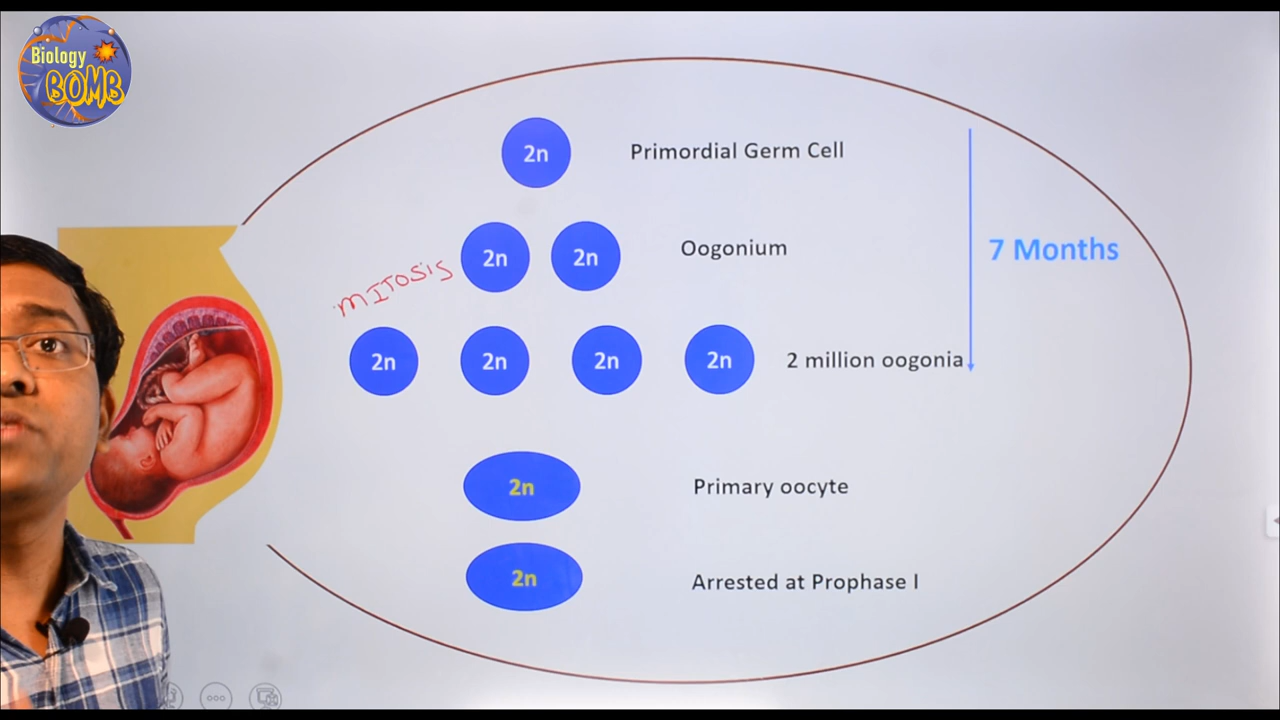 Biology
BOMB
2n
Primordial Germ Cell
2n 2n
Oogonium
7 Months
MITOSIS
2n 2n 2n 2n
2 million oogonia
2n
Primary oocyte
2n
Arrested at Prophase I